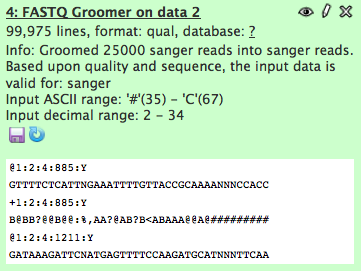 4: FASTQ Groomer on data 2
99,975 lines, format: qual, database: ?
Info: Groomed 25000 sanger reads into sanger reads.
Based upon quality and sequence, the input data is
valid for: sanger
Input ASCII range: '#'(35) - 'C'(67)
Input decimal range: 2 - 34
@1:2:4:885:Y
GTTTTCTCATTNGAAATTTTGTTACCGCAAAANNNCCACC
+1:2:4:885:Y
B@BB?@@B@@:%,AA?@AB?B<ABAAA@@A@#########
@1:2:4:1211:Y
GATAAAGATTCNATGAGTTTTCCAAGATGCATNNNTTCAA